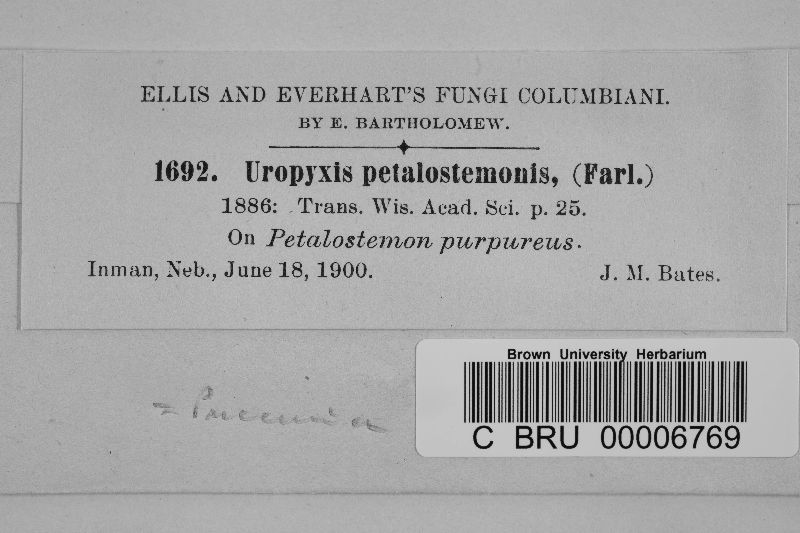 ELLIS AND EVERHART'S FUNGI COLUMBIANI.
BY E. BARTHOLOMEW.
1692. Uropyxis petalostemonis, (Farl.)
1886: Trans. Wis. Acad. Sci. p. 25.
On Petalostemon purpureus.
Inman, Neb., June 18, 1900. J. M. Bates.
Brown University Herbarium
C BRU 00006769
= Puccinia